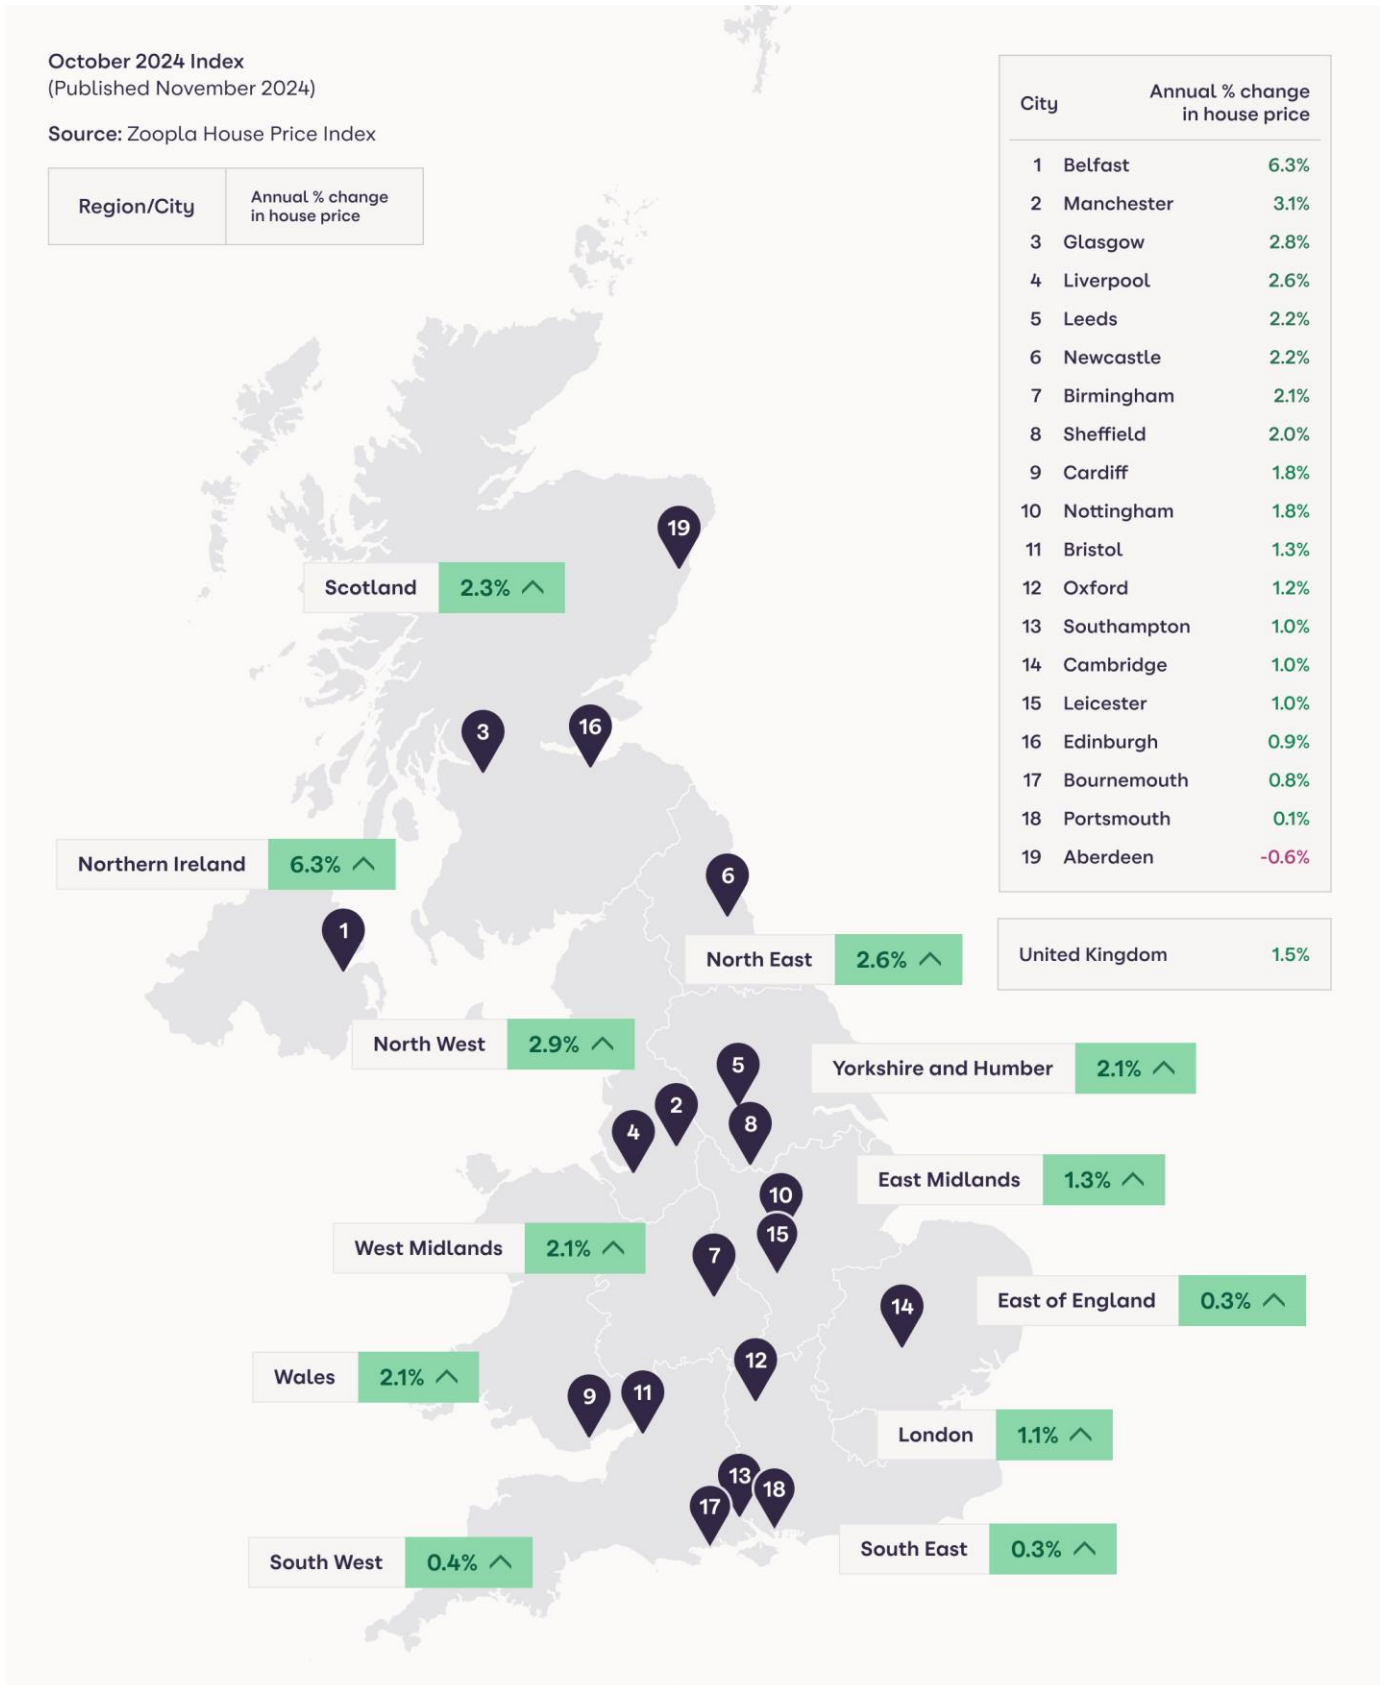 October 2024 Index
(Published November 2024)
Source: Zoopla House Price Index
Region/City
Annual % change
in house price
City
Annual % change
in house price
1 Belfast 6.3%
2 Manchester 3.1%
3 Glasgow 2.8%
4 Liverpool 2.6%
5 Leeds 2.2%
6 Newcastle 2.2%
7 Birmingham 2.1%
8 Sheffield 2.0%
9 Cardiff 1.8%
10 Nottingham 1.8%
11 Bristol 1.3%
12 Oxford 1.2%
13 Southampton 1.0%
14 Cambridge 1.0%
15 Leicester 1.0%
16 Edinburgh 0.9%
17 Bournemouth 0.8%
18 Portsmouth 0.1%
19 Aberdeen -0.6%
United Kingdom 1.5%
19
Scotland 2.3%
3
16
Northern Ireland 6.3%
6
1
North East 2.6%
North West 2.9%
5
Yorkshire and Humber 2.1%
2
8
4
East Midlands 1.3%
10
15
West Midlands 2.1%
7
East of England 0.3%
14
12
Wales 2.1%
9
11
London 1.1%
13
18
17
South East 0.3%
South West 0.4%